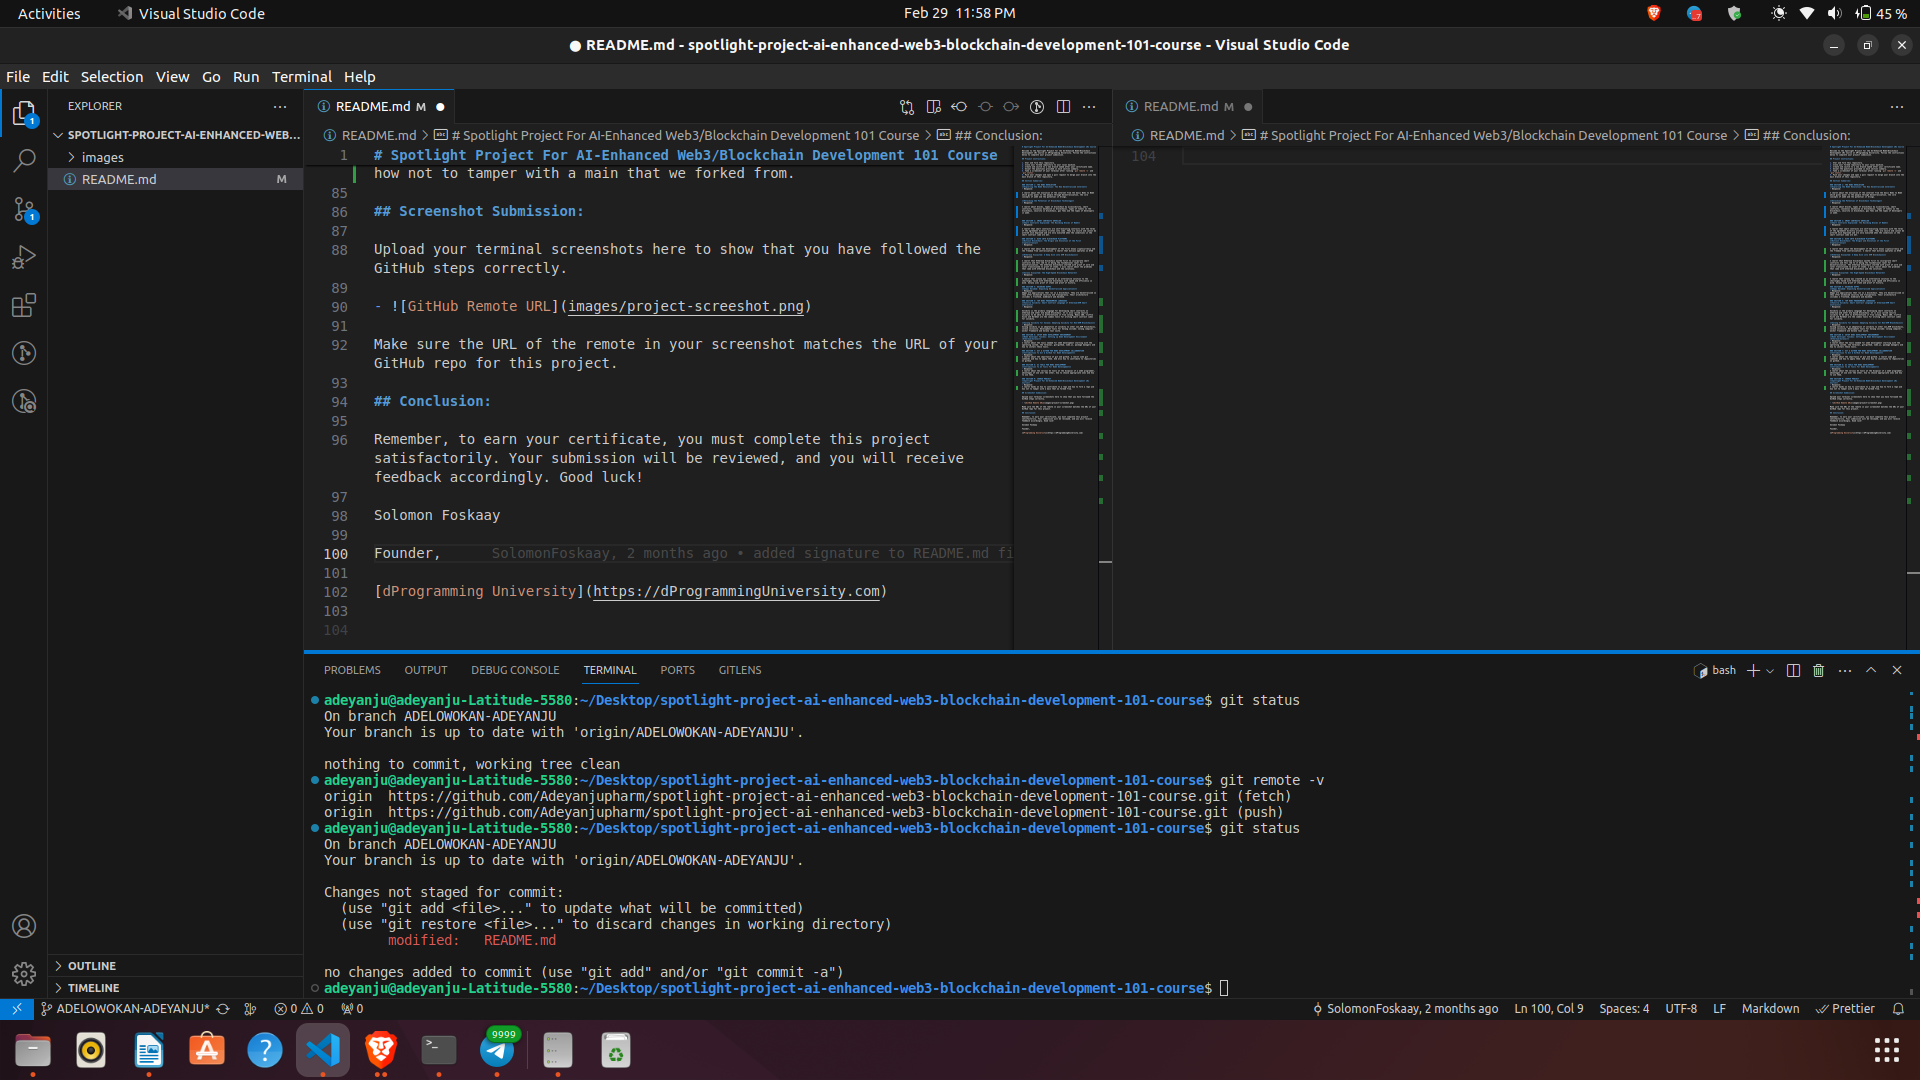 Activities
Visual Studio Code
Feb 29 11:58 PM
45 %
● README.md - spotlight-project-ai-enhanced-web3-blockchain-development-101-course - Visual Studio Code
File Edit Selection View Go Run Terminal Help
EXPLORER
SPOTLIGHT-PROJECT-AI-ENHANCED-WEB...
images
README.md M
1
1
OUTLINE
TIMELINE
README.md M
README.md > # Spotlight Project For AI-Enhanced Web3/Blockchain Development 101 Course > ## Conclusion:
1 # Spotlight Project For AI-Enhanced Web3/Blockchain Development 101 Course
how not to tamper with a main that we forked from.
85
86 ## Screenshot Submission:
87
88 Upload your terminal screenshots here to show that you have followed the
GitHub steps correctly.
89
90 - ![GitHub Remote URL](images/project-screeshot.png)
91
92 Make sure the URL of the remote in your screenshot matches the URL of your
GitHub repo for this project.
93
94 ## Conclusion:
95
96 Remember, to earn your certificate, you must complete this project
satisfactorily. Your submission will be reviewed, and you will receive
feedback accordingly. Good luck!
97
98 Solomon Foskaay
99
100 Founder, SolomonFoskaay, 2 months ago • added signature to README.md fi
101
102 [dProgramming University](https://dProgrammingUniversity.com)
103
104
README.md M
README.md > # Spotlight Project For AI-Enhanced Web3/Blockchain Development 101 Course > ## Conclusion:
104
PROBLEMS OUTPUT DEBUG CONSOLE TERMINAL PORTS GITLENS
bash
adeyanju@adeyanju-Latitude-5580:~/Desktop/spotlight-project-ai-enhanced-web3-blockchain-development-101-course$ git status
On branch ADELOWOKAN-ADEYANJU
Your branch is up to date with 'origin/ADELOWOKAN-ADEYANJU'.
nothing to commit, working tree clean
adeyanju@adeyanju-Latitude-5580:~/Desktop/spotlight-project-ai-enhanced-web3-blockchain-development-101-course$ git remote -v
origin https://github.com/Adeyanjupharm/spotlight-project-ai-enhanced-web3-blockchain-development-101-course.git (fetch)
origin https://github.com/Adeyanjupharm/spotlight-project-ai-enhanced-web3-blockchain-development-101-course.git (push)
adeyanju@adeyanju-Latitude-5580:~/Desktop/spotlight-project-ai-enhanced-web3-blockchain-development-101-course$ git status
On branch ADELOWOKAN-ADEYANJU
Your branch is up to date with 'origin/ADELOWOKAN-ADEYANJU'.
Changes not staged for commit:
(use "git add <file>..." to update what will be committed)
(use "git restore <file>..." to discard changes in working directory)
modified: README.md
no changes added to commit (use "git add" and/or "git commit -a")
adeyanju@adeyanju-Latitude-5580:~/Desktop/spotlight-project-ai-enhanced-web3-blockchain-development-101-course$
ADELOWOKAN-ADEYANJU* 0 0 0
SolomonFoskaay, 2 months ago Ln 100, Col 9 Spaces: 4 UTF-8 LF Markdown Prettier
9999